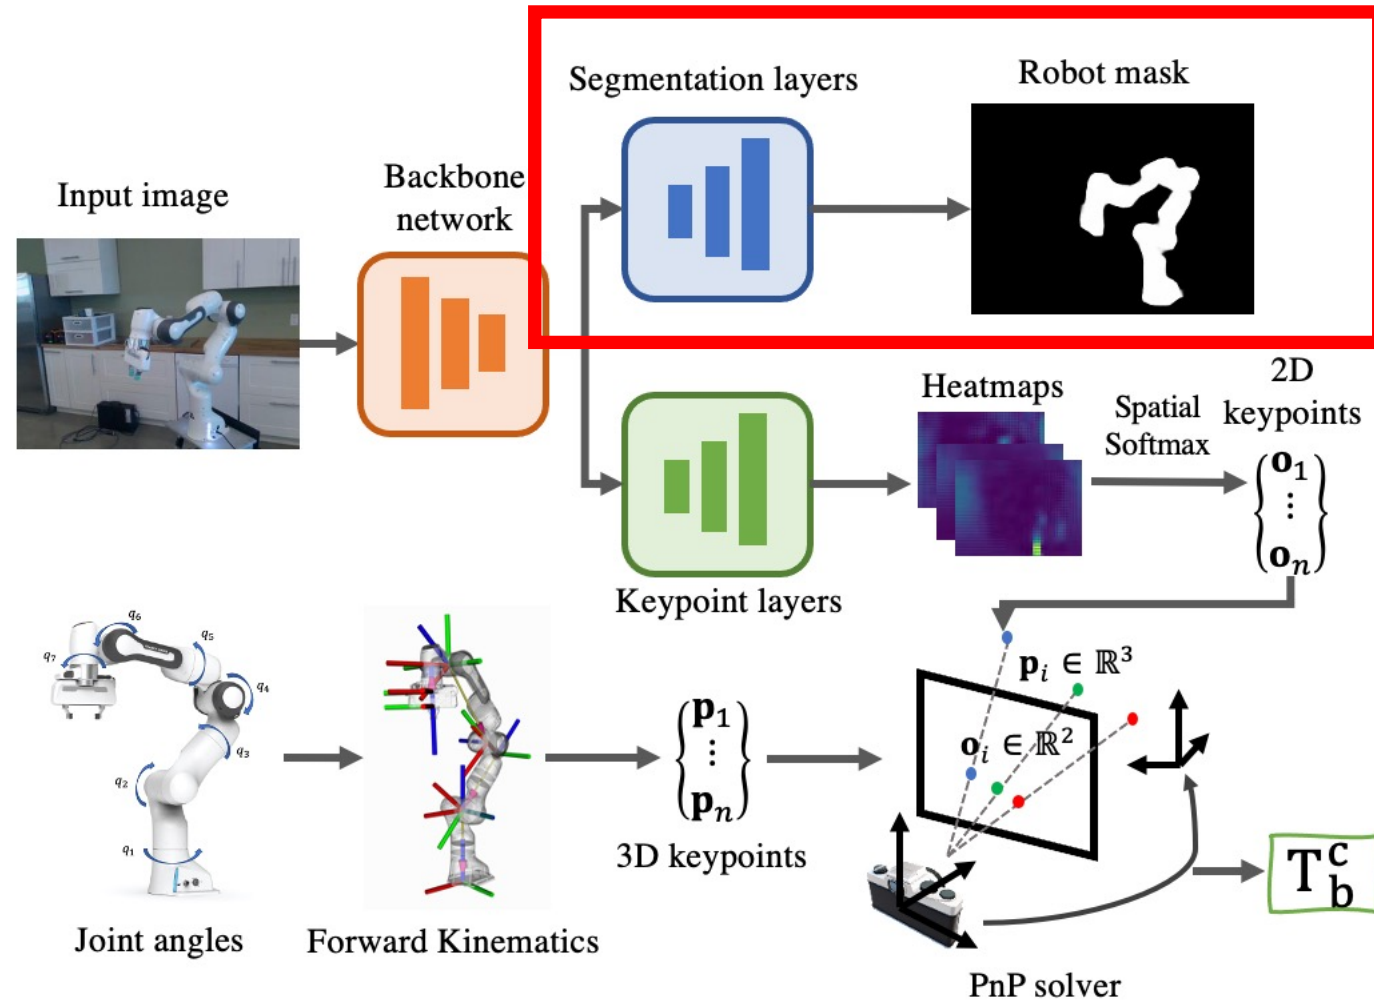 Segmentation layers
Robot mask
Input image
Backbone
network
Heatmaps
Spatial
Softmax
2D
keypoints
o₁
⋮
oₙ
Keypoint layers
q₆
q₅
q₇
q₄
q₃
q₂
q₁
p₁
⋮
pₙ
3D keypoints
pᵢ ∈ ℝ³
oᵢ ∈ ℝ²
T_b^c
Joint angles
Forward Kinematics
PnP solver